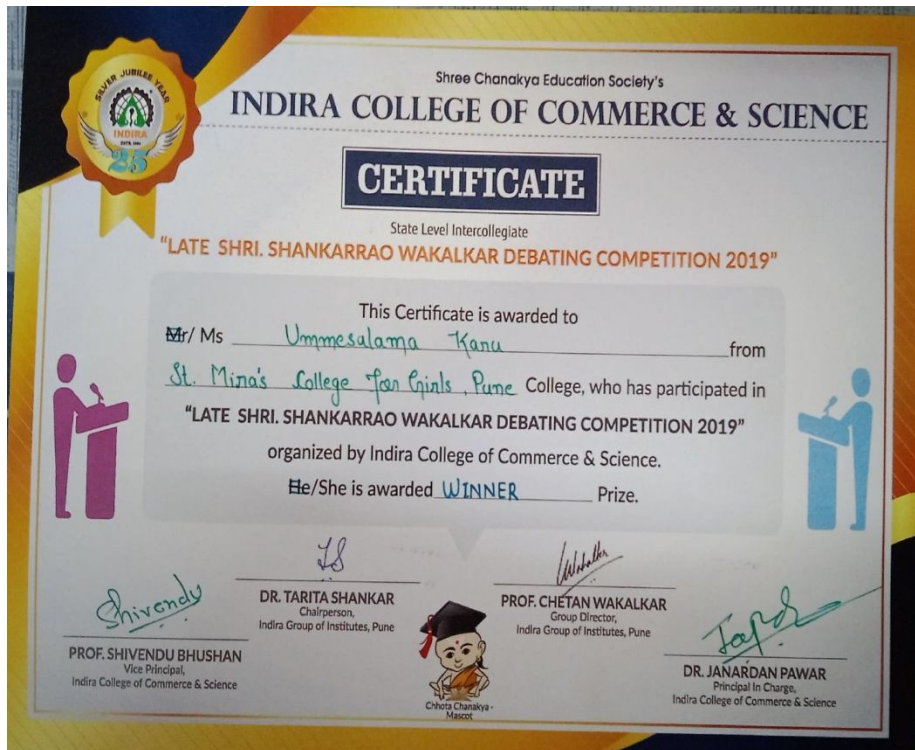 SILVER JUBILEE YEAR
INDIRA
25
Shree Chanakya Education Society's
INDIRA COLLEGE OF COMMERCE & SCIENCE
CERTIFICATE
State Level Intercollegiate
"LATE SHRI. SHANKARRAO WAKALKAR DEBATING COMPETITION 2019"
This Certificate is awarded to
Mr/ Ms Ummesalama Kanu from
St. Mira's College for Girls, Pune College, who has participated in
"LATE SHRI. SHANKARRAO WAKALKAR DEBATING COMPETITION 2019"
organized by Indira College of Commerce & Science.
He/She is awarded WINNER Prize.
Shivendu
PROF. SHIVENDU BHUSHAN
Vice Principal,
Indira College of Commerce & Science
DR. TARITA SHANKAR
Chairperson,
Indira Group of Institutes, Pune
Chhota Chanakya -
Mascot
PROF. CHETAN WAKALKAR
Group Director,
Indira Group of Institutes, Pune
DR. JANARDAN PAWAR
Principal In Charge,
Indira College of Commerce & Science